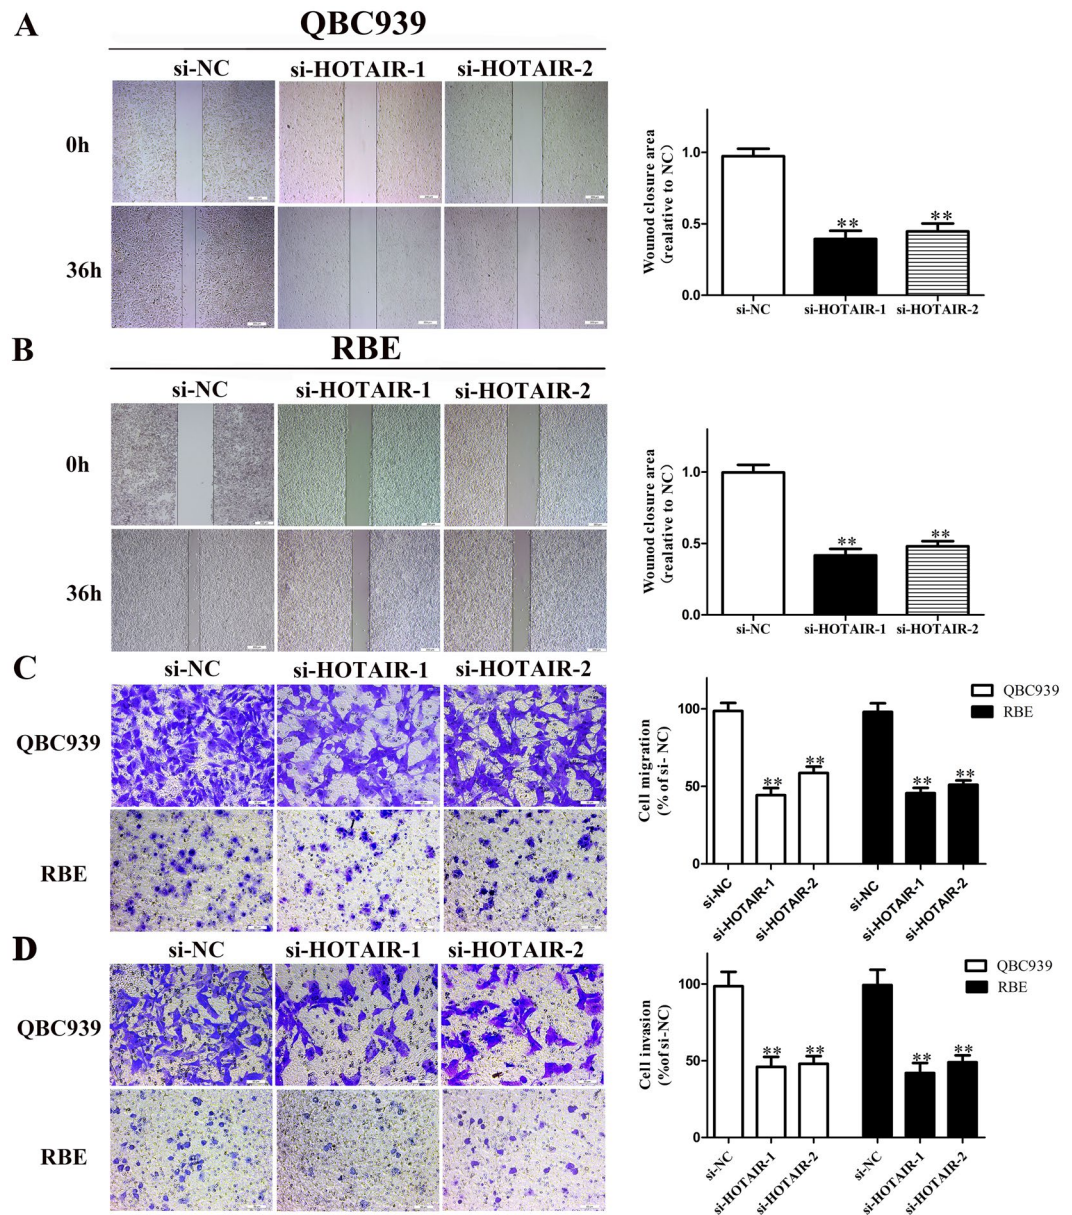 A
QBC939
si-NC si-HOTAIR-1 si-HOTAIR-2
0h
36h
Wounod closure area
(realative to NC)
1.0
0.5
0.0
si-NC si-HOTAIR-1 si-HOTAIR-2
**
**
B
RBE
si-NC si-HOTAIR-1 si-HOTAIR-2
0h
36h
Wounod closure area
(realative to NC)
1.0
0.5
0.0
si-NC si-HOTAIR-1 si-HOTAIR-2
**
**
C
si-NC si-HOTAIR-1 si-HOTAIR-2
QBC939
RBE
Cell migration
(% of si- NC)
100
50
0
QBC939
RBE
**
**
**
**
si-NC
si-HOTAIR-1
si-HOTAIR-2
si-NC
si-HOTAIR-1
si-HOTAIR-2
D
si-NC si-HOTAIR-1 si-HOTAIR-2
QBC939
RBE
Cell invasion
(%of si-NC)
100
50
0
QBC939
RBE
**
**
**
**
si-NC
si-HOTAIR-1
si-HOTAIR-2
si-NC
si-HOTAIR-1
si-HOTAIR-2